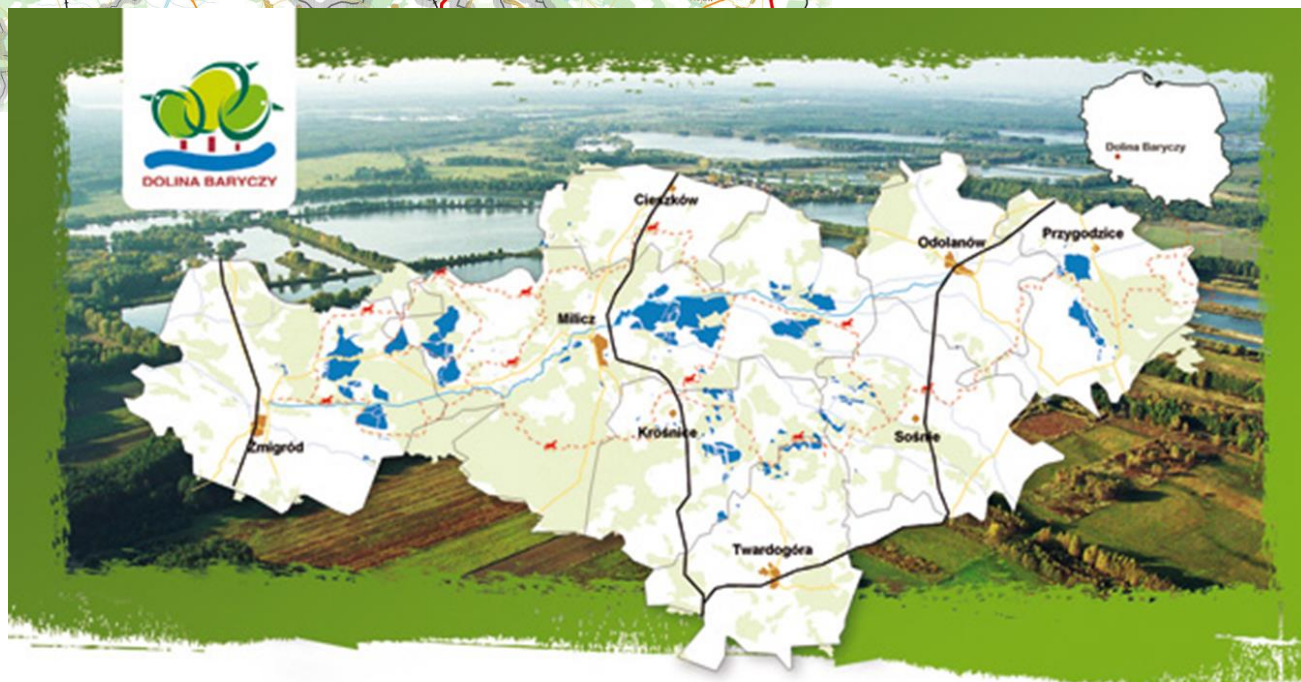 DOLINA BARYCZY
Dolina Baryczy
Cieszków
Odolanów
Przygodzice
Milicz
Żmigród
Krośnice
Sośnie
Twardogóra